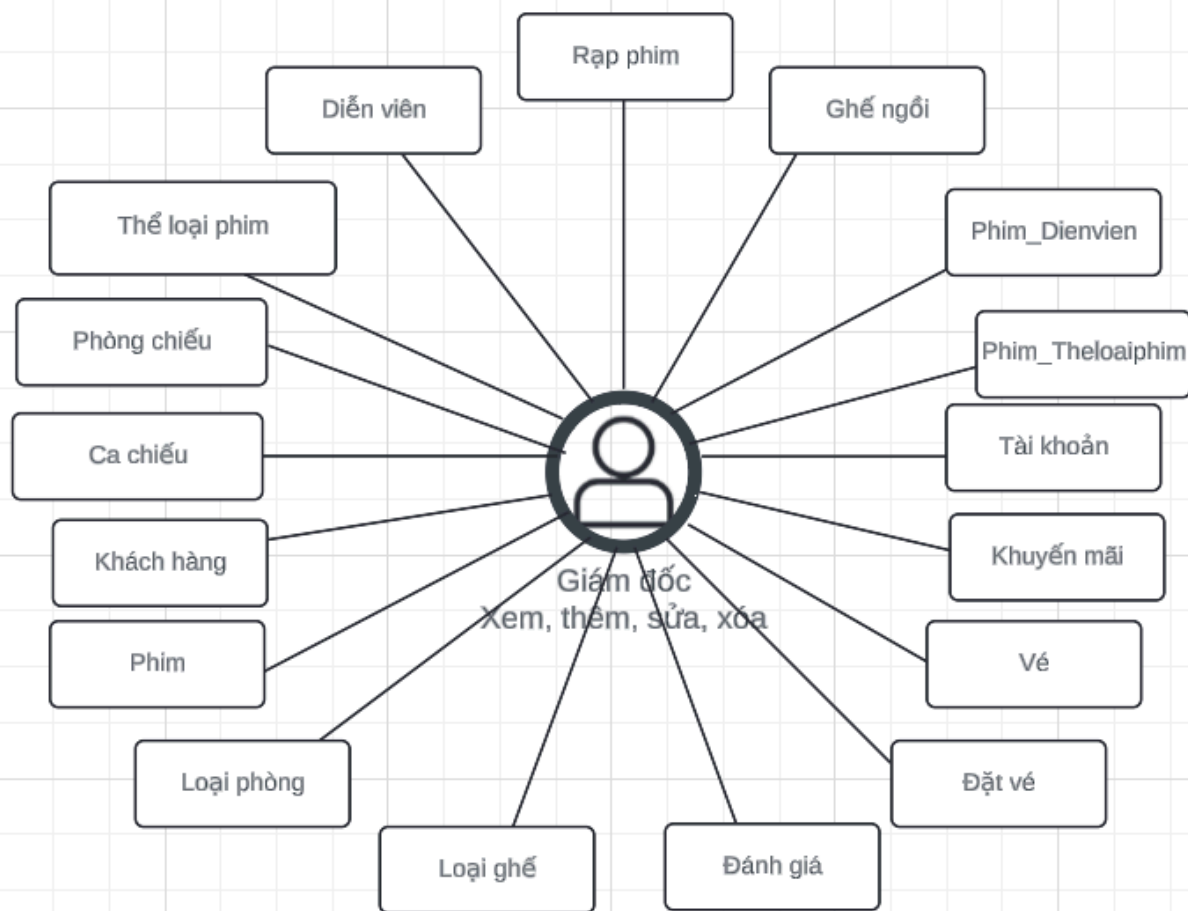 Rạp phim
Diễn viên
Ghế ngồi
Thể loại phim
Phim_Dienvien
Phòng chiếu
Phim_Theloaiphim
Ca chiếu
Tài khoản
Khách hàng
Khuyến mãi
Giám đốc
Xem, thêm, sửa, xóa
Phim
Vé
Loại phòng
Đặt vé
Loại ghế
Đánh giá